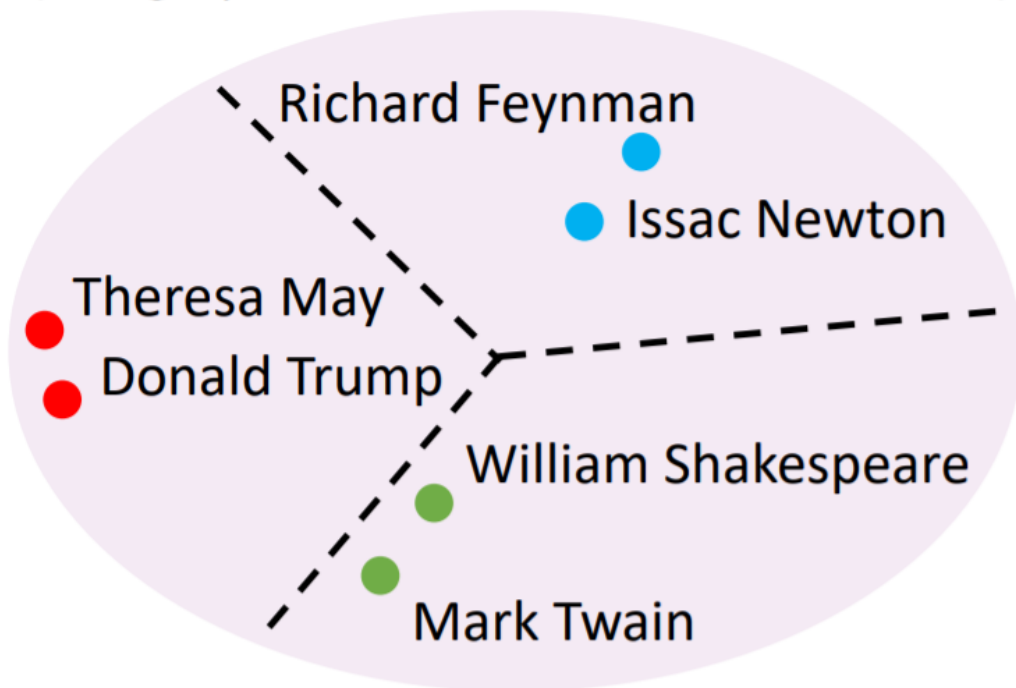 Richard Feynman
Issac Newton
Theresa May
Donald Trump
William Shakespeare
Mark Twain